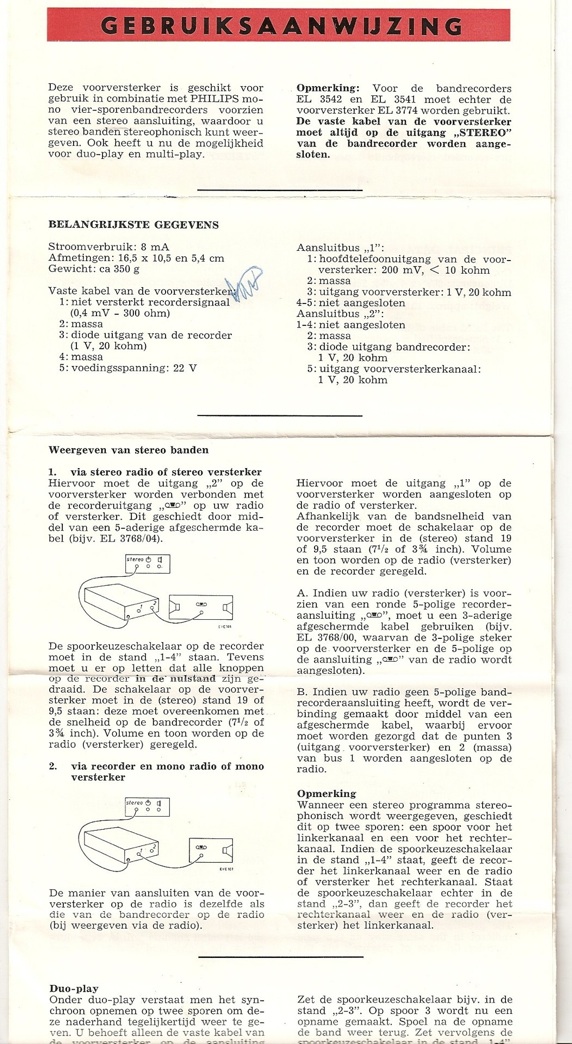 GEBRUIKSAANWIJZING
Deze voorversterker is geschikt voor
gebruik in combinatie met PHILIPS mo-
no vier-sporenbandrecorders voorzien
van een stereo aansluiting, waardoor u
stereo banden stereophonisch kunt weer-
geven. Ook heeft u nu de mogelijkheid
voor duo-play en multi-play.
Opmerking: Voor de bandrecorders
EL 3542 en EL 3541 moet echter de
voorversterker EL 3774 worden gebruikt.
De vaste kabel van de voorversterker
moet altijd op de uitgang „STEREO”
van de bandrecorder worden aange-
sloten.
BELANGRIJKSTE GEGEVENS
Stroomverbruik: 8 mA
Afmetingen: 16,5 x 10,5 en 5,4 cm
Gewicht: ca 350 g
Vaste kabel van de voorversterker:
1: niet versterkt recordersignaal
(0,4 mV - 300 ohm)
2: massa
3: diode uitgang van de recorder
(1 V, 20 kohm)
4: massa
5: voedingsspanning: 22 V
Aansluitbus „1”:
1: hoofdtelefoonuitgang van de voor-
versterker: 200 mV, < 10 kohm
2: massa
3: uitgang voorversterker: 1 V, 20 kohm
4-5: niet aangesloten
Aansluitbus „2”:
1-4: niet aangesloten
2: massa
3: diode uitgang bandrecorder:
1 V, 20 kohm
5: uitgang voorversterkerkanaal:
1 V, 20 kohm
Weergeven van stereo banden
1. via stereo radio of stereo versterker
Hiervoor moet de uitgang „2” op de
voorversterker worden verbonden met
de recorderuitgang „ ” op uw radio
of versterker. Dit geschiedt door mid-
del van een 5-aderige afgeschermde ka-
bel (bijv. EL 3768/04).
stereo
1 2
De spoorkeuzeschakelaar op de recorder
moet in de stand „1-4” staan. Tevens
moet u er op letten dat alle knoppen
op de recorder in de nulstand zijn ge-
draaid. De schakelaar op de voorver-
sterker moet in de (stereo) stand 19 of
9,5 staan: deze moet overeenkomen met
de snelheid op de bandrecorder (7½ of
3¾ inch). Volume en toon worden op de
radio (versterker) geregeld.
2. via recorder en mono radio of mono
versterker
stereo
1 2
De manier van aansluiten van de voor-
versterker op de radio is dezelfde als
die van de bandrecorder op de radio
(bij weergeven via de radio).
Hiervoor moet de uitgang „1” op de
voorversterker worden aangesloten op
de radio of versterker.
Afhankelijk van de bandsnelheid van
de recorder moet de schakelaar op de
voorversterker in de (stereo) stand 19
of 9,5 staan (7½ of 3¾ inch). Volume
en toon worden op de radio (versterker)
en de recorder geregeld.
A. Indien uw radio (versterker) is voor-
zien van een ronde 5-polige recorder-
aansluiting „ ”, moet u een 3-aderige
afgeschermde kabel gebruiken (bijv.
EL 3768/00, waarvan de 3-polige steker
op de voorversterker en de 5-polige op
de aansluiting „ ” van de radio wordt
aangesloten).
B. Indien uw radio geen 5-polige band-
recorderaansluiting heeft, wordt de ver-
binding gemaakt door middel van een
afgeschermde kabel, waarbij ervoor
moet worden gezorgd dat de punten 3
(uitgang voorversterker) en 2 (massa)
van bus 1 worden aangesloten op de
radio.
Opmerking
Wanneer een stereo programma stereo-
phonisch wordt weergegeven, geschiedt
dit op twee sporen: een spoor voor het
linkerkanaal en een voor het rechter-
kanaal. Indien de spoorkeuzeschakelaar
in de stand „1-4” staat, geeft de recor-
der het linkerkanaal weer en de radio
of versterker het rechterkanaal. Staat
de spoorkeuzeschakelaar echter in de
stand „2-3”, dan geeft de recorder het
rechterkanaal weer en de radio (ver-
sterker) het linkerkanaal.
Duo-play
Onder duo-play verstaat men het syn-
chroon opnemen op twee sporen om de-
ze naderhand tegelijkertijd weer te ge-
ven. U behoeft alleen de vaste kabel van
de voorversterker op de aansluiting
Zet de spoorkeuzeschakelaar bijv. in de
stand „2-3”. Op spoor 3 wordt nu een
opname gemaakt. Spoel na de opname
de band weer terug. Zet vervolgens de
spoorkeuzeschakelaar in de stand „1-4”